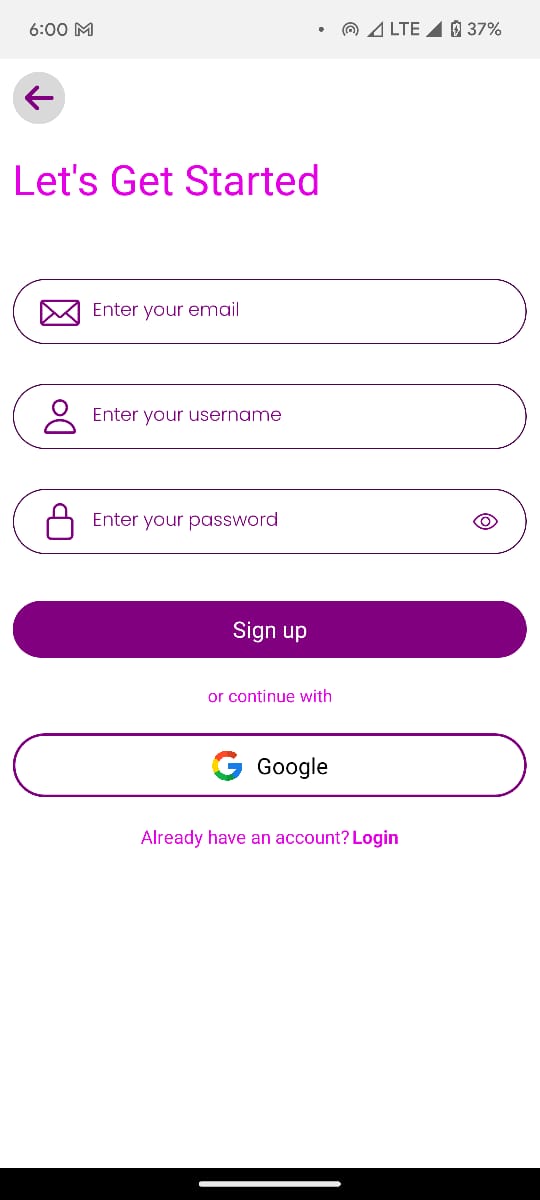 6:00 LTE 37%
Let's Get Started
Enter your email
Enter your username
Enter your password
Sign up
or continue with
Google
Already have an account? Login